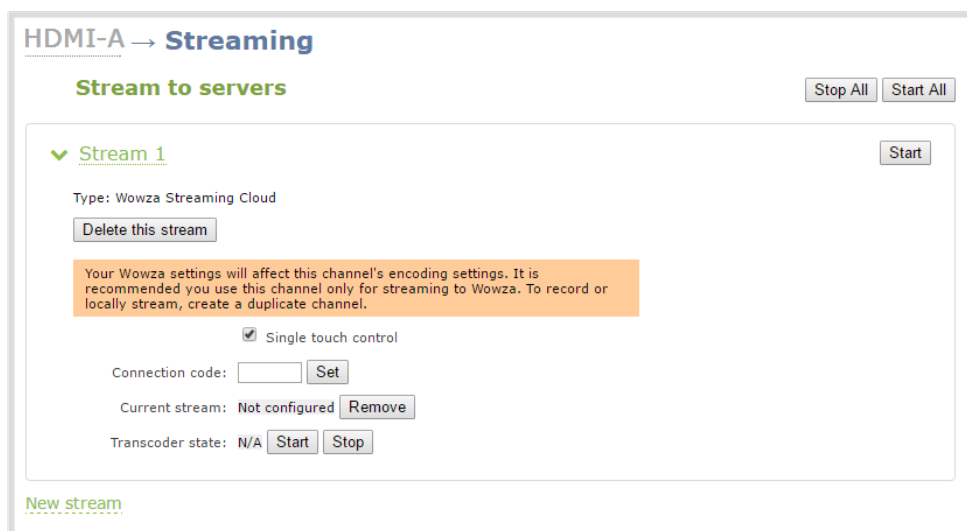 HDMI-A → Streaming
Stream to servers
Stop All Start All
Stream 1
Start
Type: Wowza Streaming Cloud
Delete this stream
Your Wowza settings will affect this channel's encoding settings. It is
recommended you use this channel only for streaming to Wowza. To record or
locally stream, create a duplicate channel.
Single touch control
Connection code: Set
Current stream: Not configured Remove
Transcoder state: N/A Start Stop
New stream